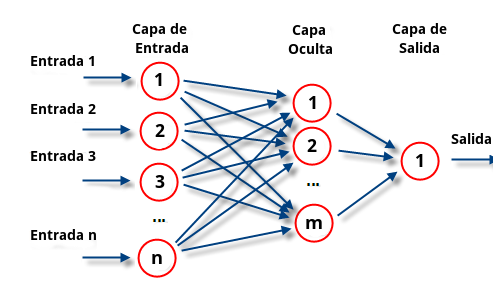 Capa de
Entrada
Capa
Oculta
Capa de
Salida
Entrada 1
1
Entrada 2
2
Entrada 3
3
...
Entrada n
n
1
2
...
m
1
Salida